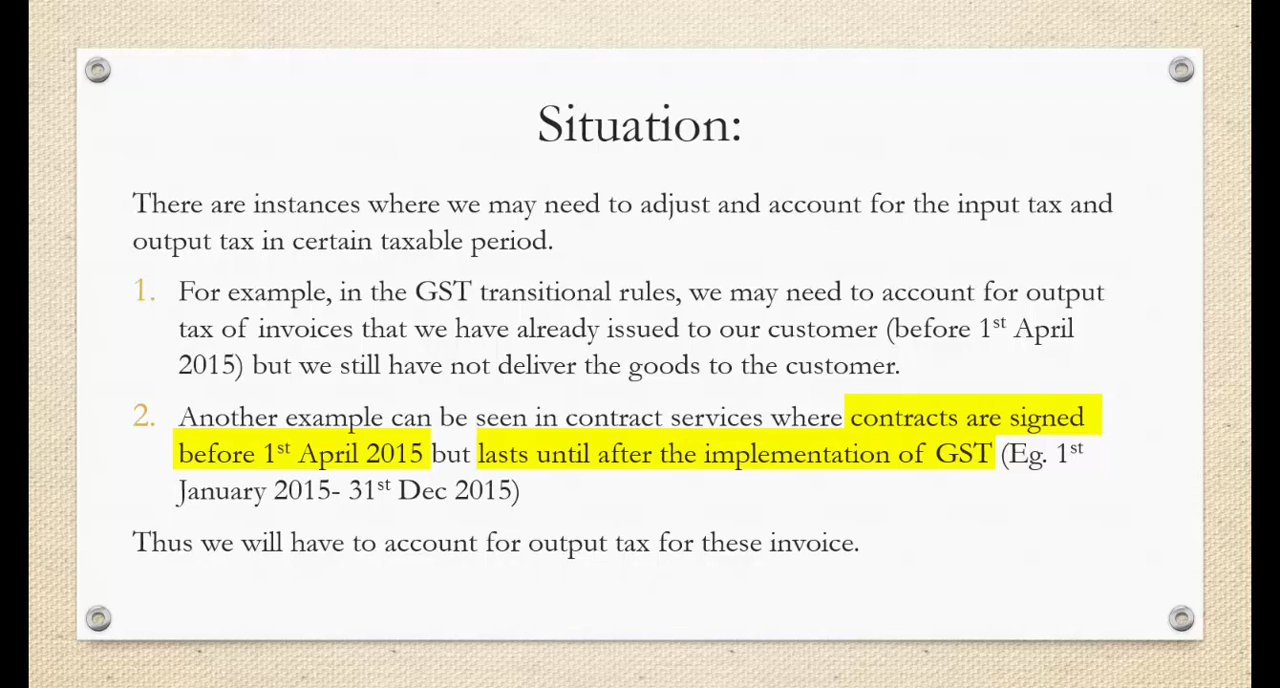 Situation:
There are instances where we may need to adjust and account for the input tax and
output tax in certain taxable period.
1. For example, in the GST transitional rules, we may need to account for output
tax of invoices that we have already issued to our customer (before 1st April
2015) but we still have not deliver the goods to the customer.
2. Another example can be seen in contract services where contracts are signed
before 1st April 2015 but lasts until after the implementation of GST (Eg. 1st
January 2015- 31st Dec 2015)
Thus we will have to account for output tax for these invoice.